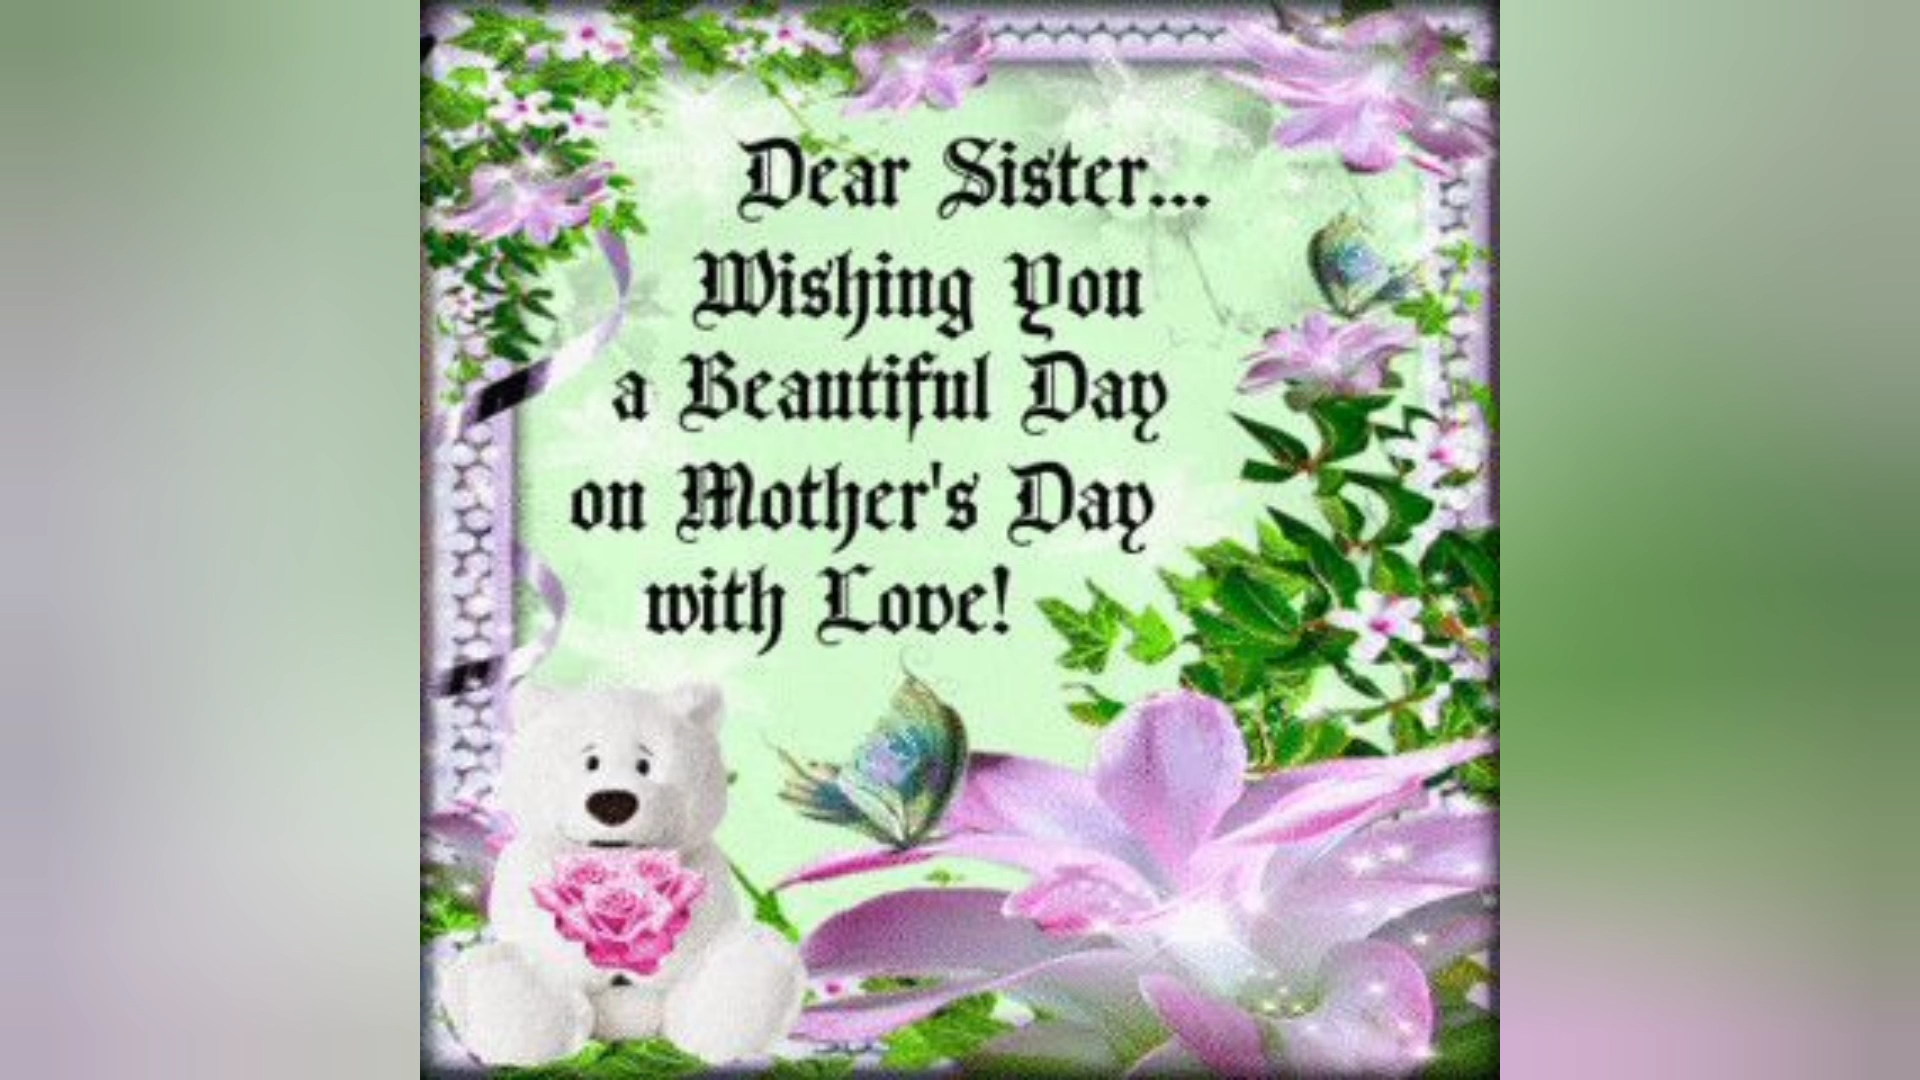 Dear Sister...
Wishing You
a Beautiful Day
on Mother's Day
with Love!